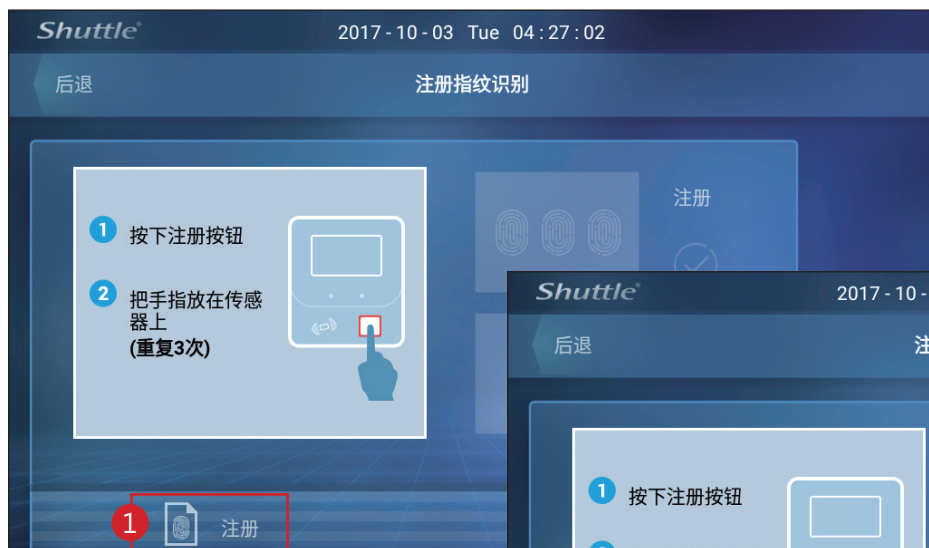 Shuttle
2017 - 10 - 03 Tue 04 : 27 : 02
后退
注册指纹识别
1 按下注册按钮
2 把手指放在传感
器上
(重复3次)
注册
1 注册
Shuttle
2017 - 10 -
后退
注
1 按下注册按钮